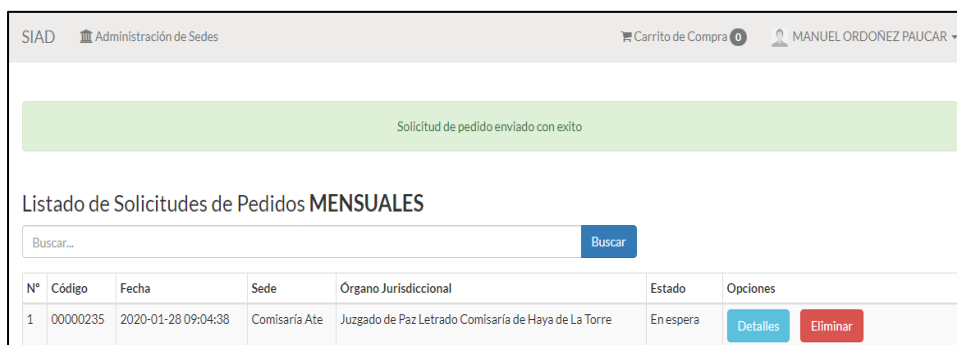 SIAD Administración de Sedes Carrito de Compra 0 MANUEL ORDOÑEZ PAUCAR
Solicitud de pedido enviado con exito
Listado de Solicitudes de Pedidos MENSUALES
Buscar... Buscar
N° Código Fecha Sede Órgano Jurisdiccional Estado Opciones
1 00000235 2020-01-28 09:04:38 Comisaría Ate Juzgado de Paz Letrado Comisaría de Haya de La Torre En espera Detalles Eliminar